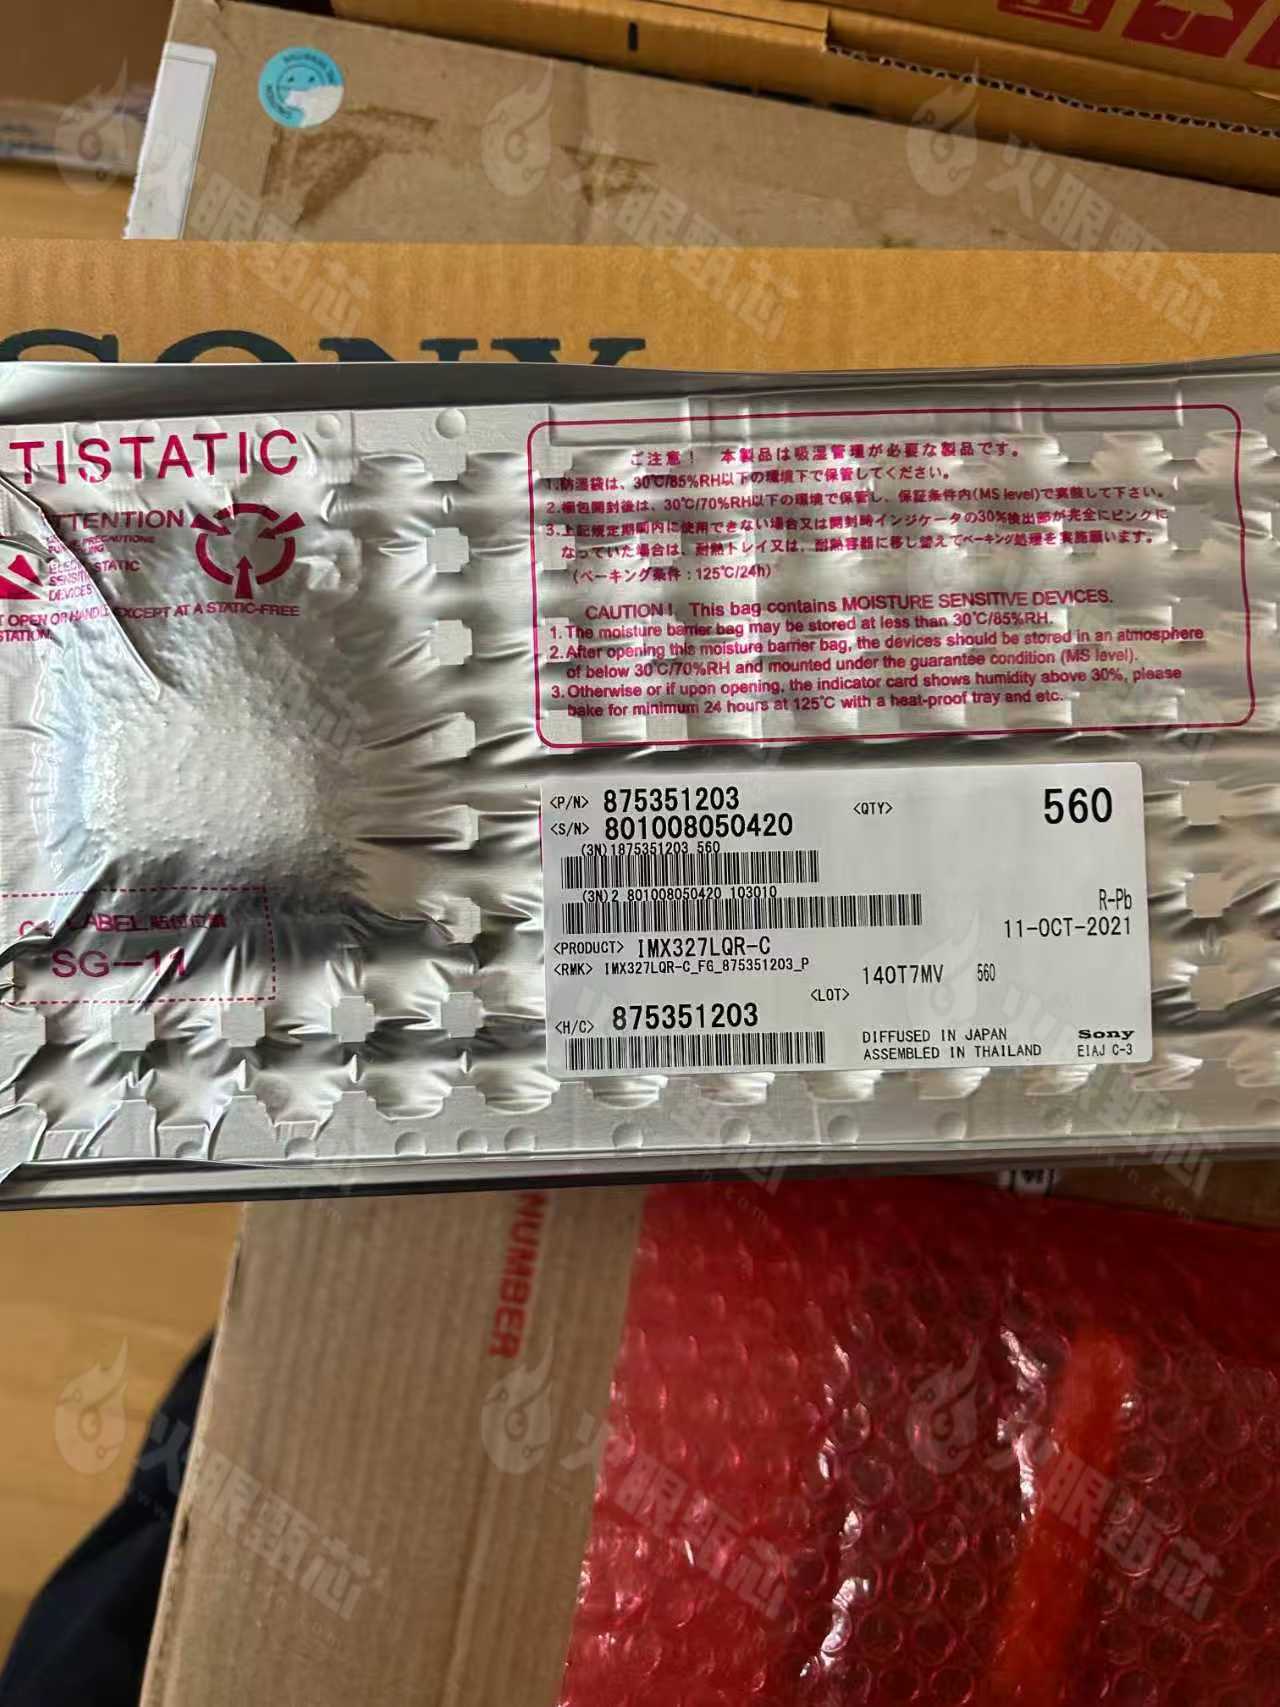 SONY
TISTATIC
ATTENTION
ELECTROSTATIC
SENSITIVE
DEVICES
T OPEN OR HANDLE EXCEPT AT A STATIC-FREE
STATION.
ご注意！ 本製品は吸湿管理が必要な製品です。
1.防湿袋は、30℃/85%RH以下の環境下で保管してください。
2.梱包開封後は、30℃/70%RH以下の環境で保管し、保証条件内(MS level)で実装して下さい。
3.上記規定期間内に使用できない場合又は開封時インジケータの30%検出部が完全にピンクに
なっていた場合は、耐熱トレイ又は、耐熱容器に移し替えてベーキング処理を実施願います。
(ベーキング条件：125℃/24h)
CAUTION! This bag contains MOISTURE SENSITIVE DEVICES.
1. The moisture barrier bag may be stored at less than 30℃/85%RH.
2. After opening this moisture barrier bag, the devices should be stored in an atmosphere
of below 30℃/70%RH and mounted under the guarantee condition (MS level).
3. Otherwise or if upon opening, the indicator card shows humidity above 30%, please
bake for minimum 24 hours at 125℃ with a heat-proof tray and etc.
LABEL貼付位置
SG-11
<P/N> 875351203 <QTY> 560
<S/N> 801008050420
(3N)1875351203 560
(3N)2 801008050420 103010
R-Pb
11-OCT-2021
<PRODUCT> IMX327LQR-C
<RMK> IMX327LQR-C_FG_875351203_P
140T7MV 560
<LOT>
<H/C> 875351203
DIFFUSED IN JAPAN
ASSEMBLED IN THAILAND
Sony
EIAJ C-3
NUMBER
火眼甄芯